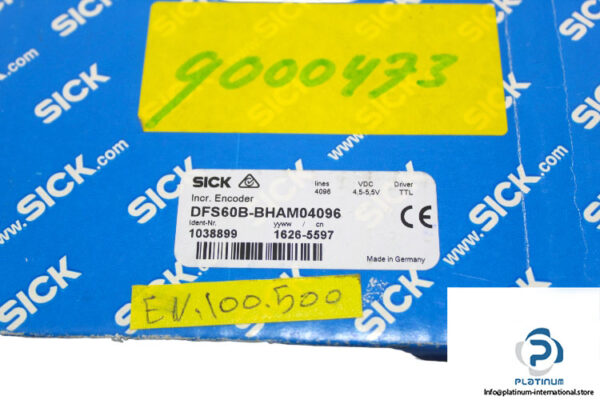 9000473
SICK
lines VDC Driver
4096 4,5-5,5V TTL
Incr. Encoder
DFS60B-BHAM04096
Ident-Nr. yyww / cn
1038899 1626-5597
CE
Made in Germany
EN.100.500
SICK
www.sick.com
PLATINUM
INTERNATIONAL
Info@platinum-international.store